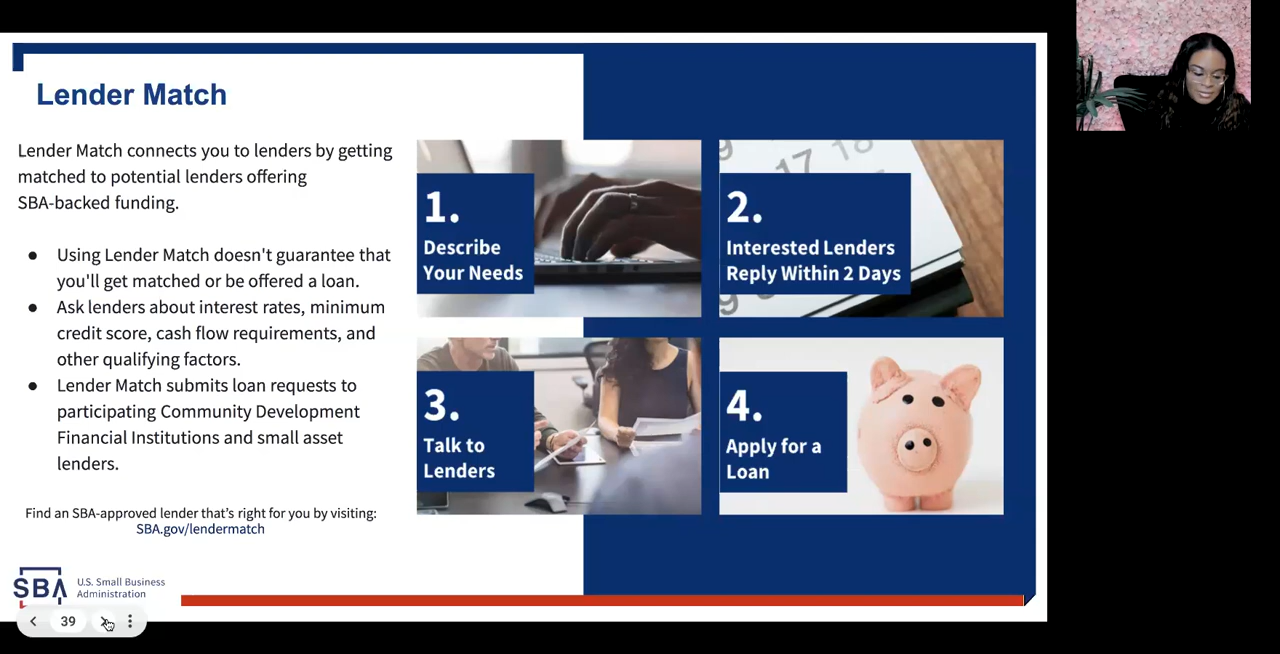 Lender Match
Lender Match connects you to lenders by getting
matched to potential lenders offering
SBA-backed funding.
● Using Lender Match doesn't guarantee that
you'll get matched or be offered a loan.
● Ask lenders about interest rates, minimum
credit score, cash flow requirements, and
other qualifying factors.
● Lender Match submits loan requests to
participating Community Development
Financial Institutions and small asset
lenders.
Find an SBA-approved lender that's right for you by visiting:
SBA.gov/lendermatch
1.
Describe
Your Needs
17 18
9
2.
Interested Lenders
Reply Within 2 Days
3.
Talk to
Lenders
4.
Apply for a
Loan
SBA
U.S. Small Business
Administration
39